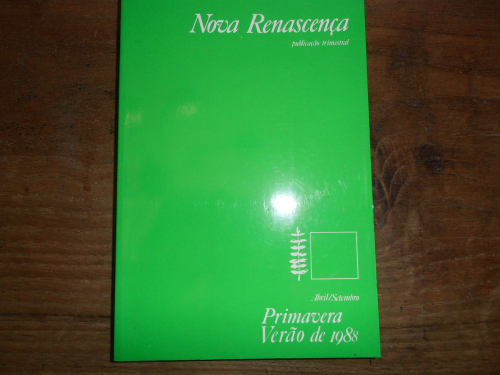 Nova Renascença
publicação trimestral
Abril/Setembro
Primavera
Verão de 1988